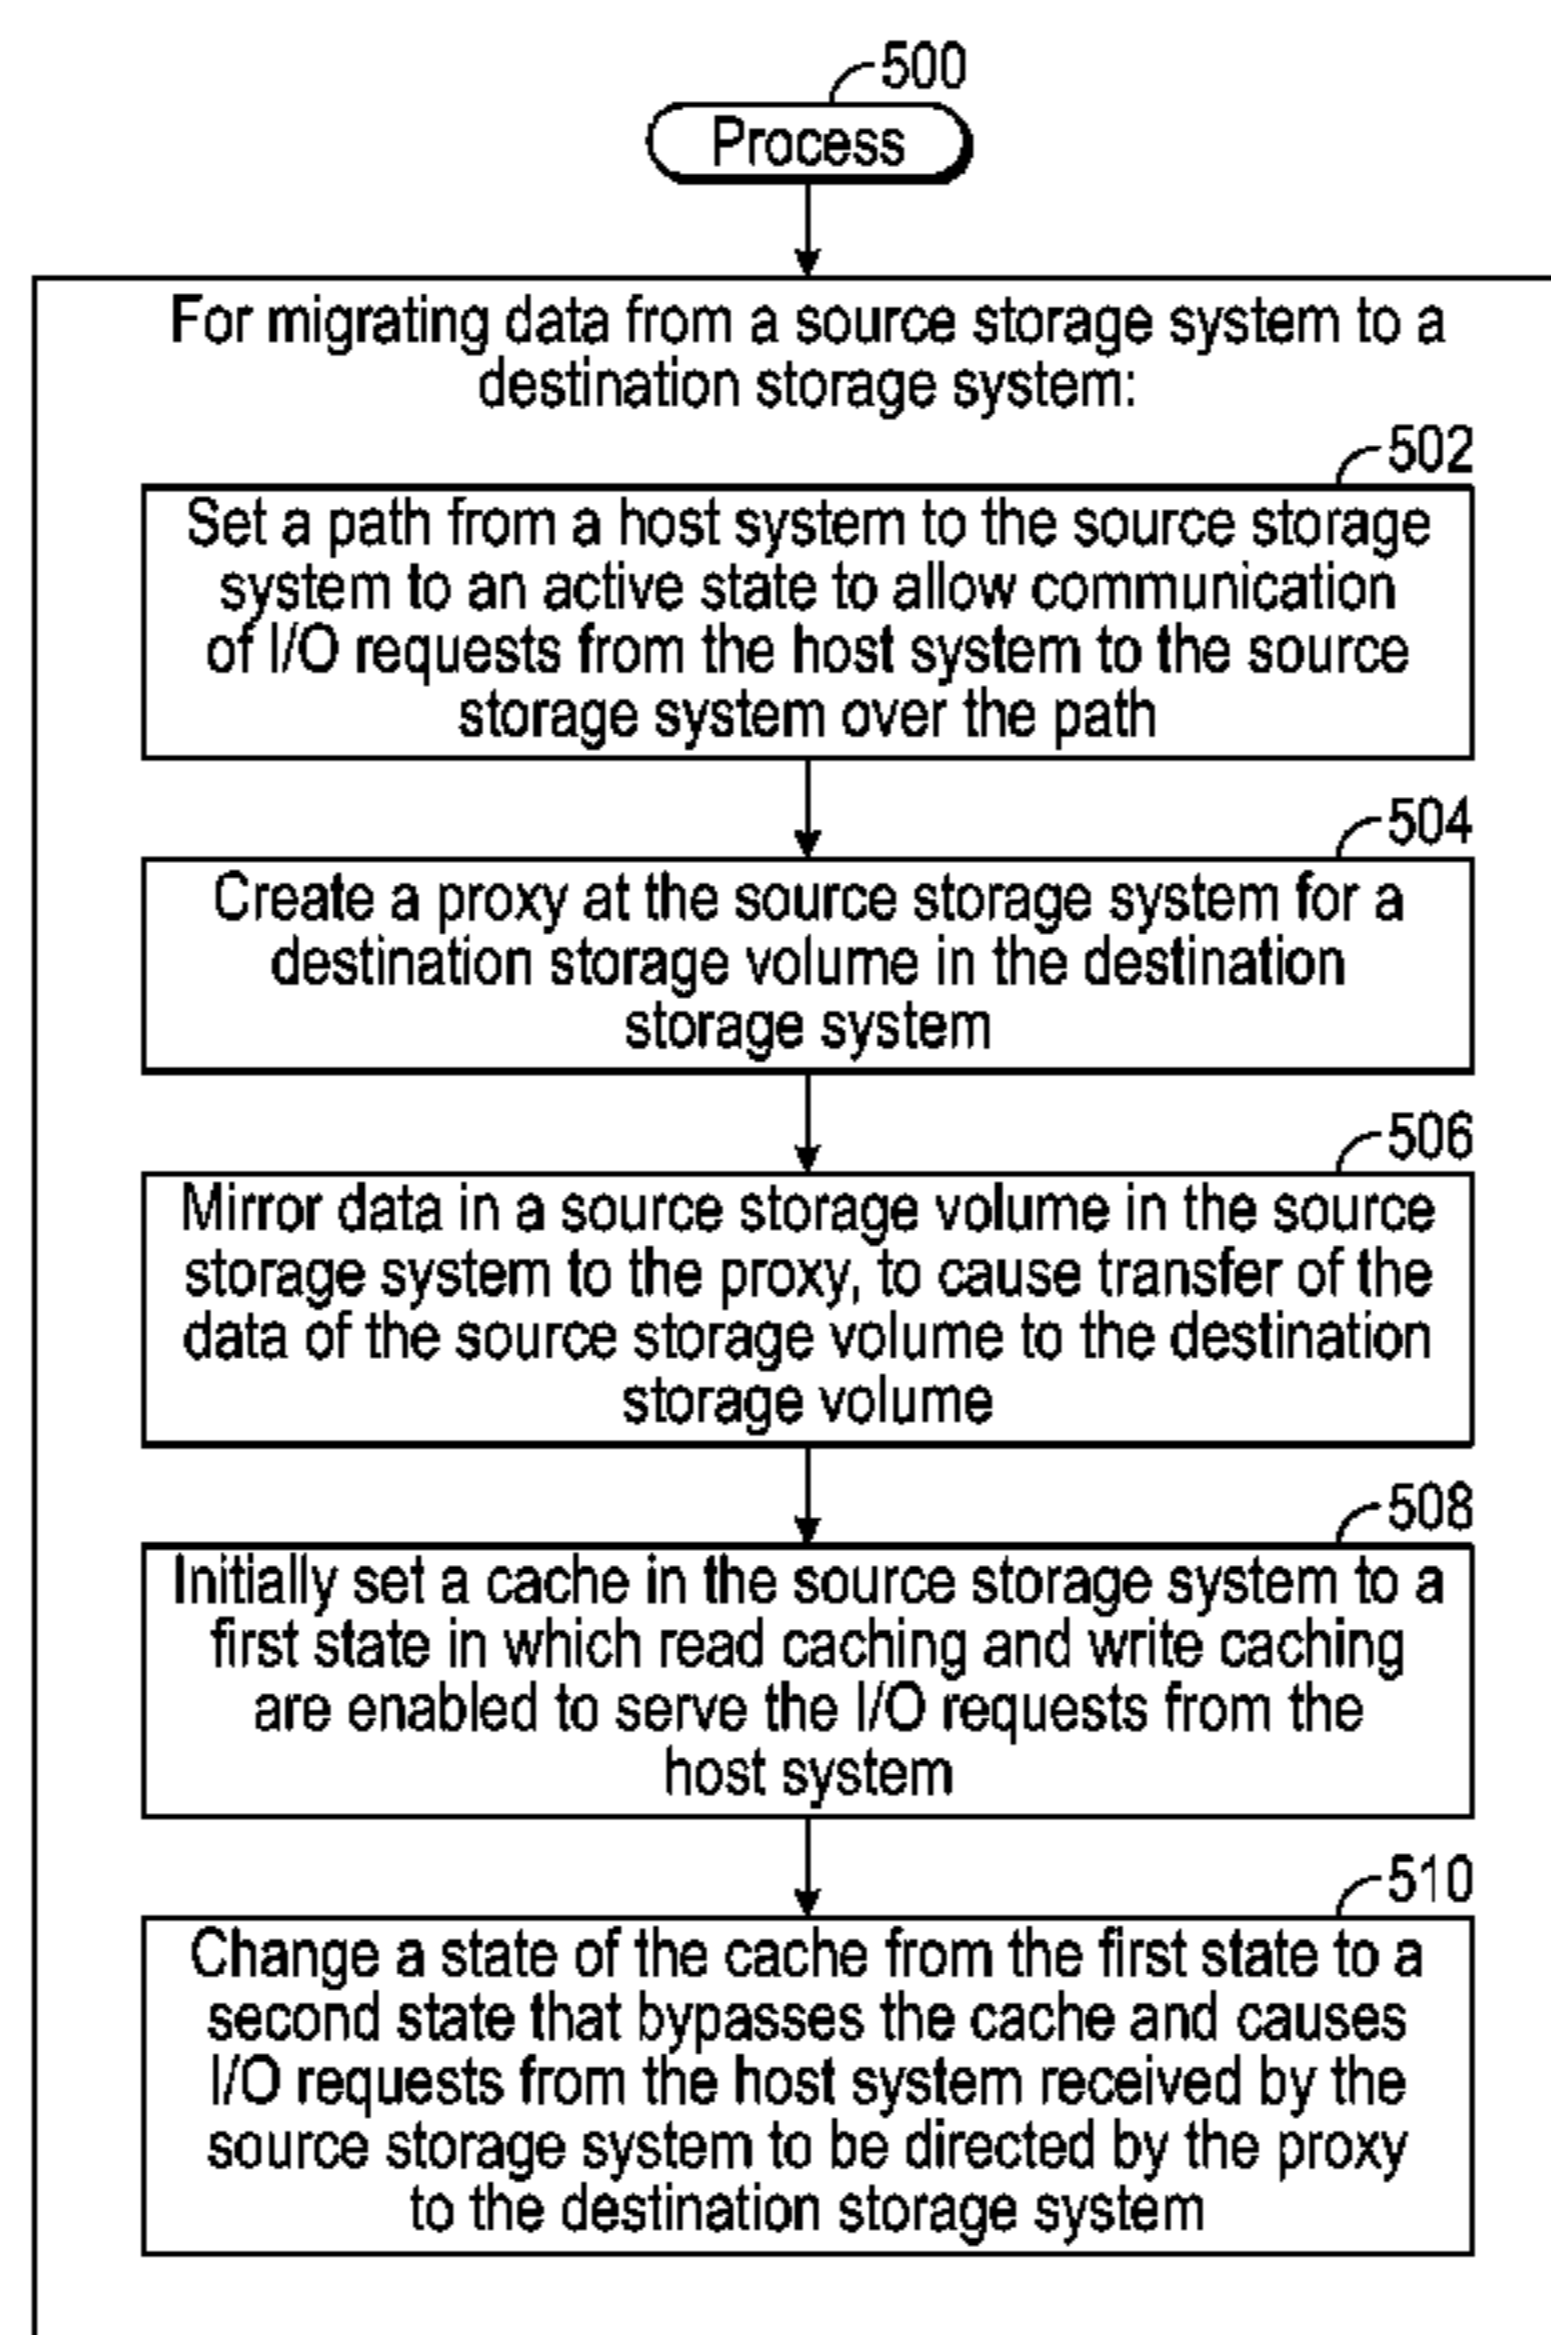 500
Process
For migrating data from a source storage system to a
destination storage system:
502
Set a path from a host system to the source storage
system to an active state to allow communication
of I/O requests from the host system to the source
storage system over the path
504
Create a proxy at the source storage system for a
destination storage volume in the destination
storage system
506
Mirror data in a source storage volume in the source
storage system to the proxy, to cause transfer of the
data of the source storage volume to the destination
storage volume
508
Initially set a cache in the source storage system to a
first state in which read caching and write caching
are enabled to serve the I/O requests from the
host system
510
Change a state of the cache from the first state to a
second state that bypasses the cache and causes
I/O requests from the host system received by the
source storage system to be directed by the proxy
to the destination storage system